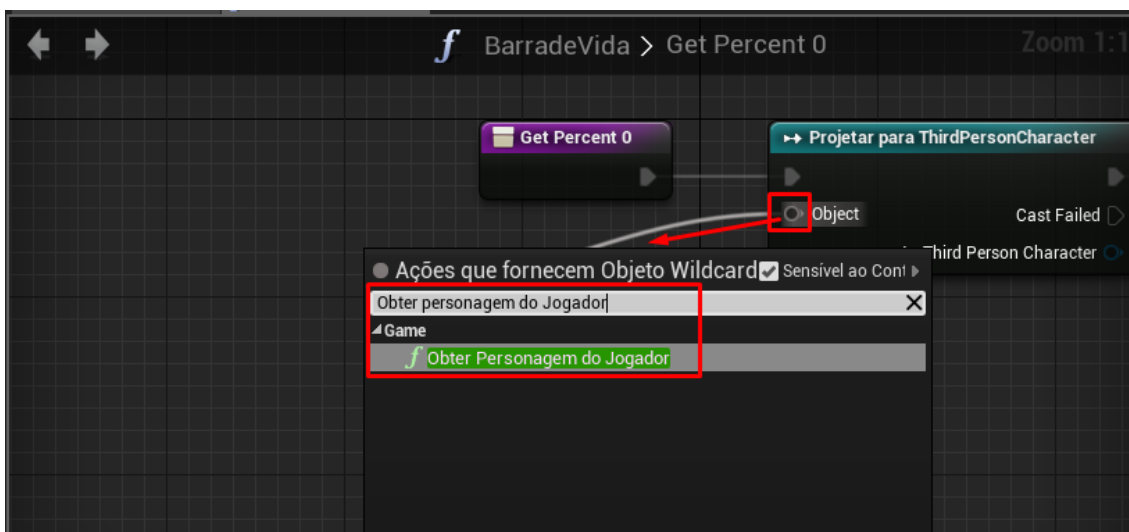 BarradeVida > Get Percent 0
Zoom 1:1
Get Percent 0
Projetar para ThirdPersonCharacter
Object
Cast Failed
Third Person Character
Ações que fornecem Objeto Wildcard
Sensível ao Cont
Obter personagem do Jogador
Game
f Obter Personagem do Jogador